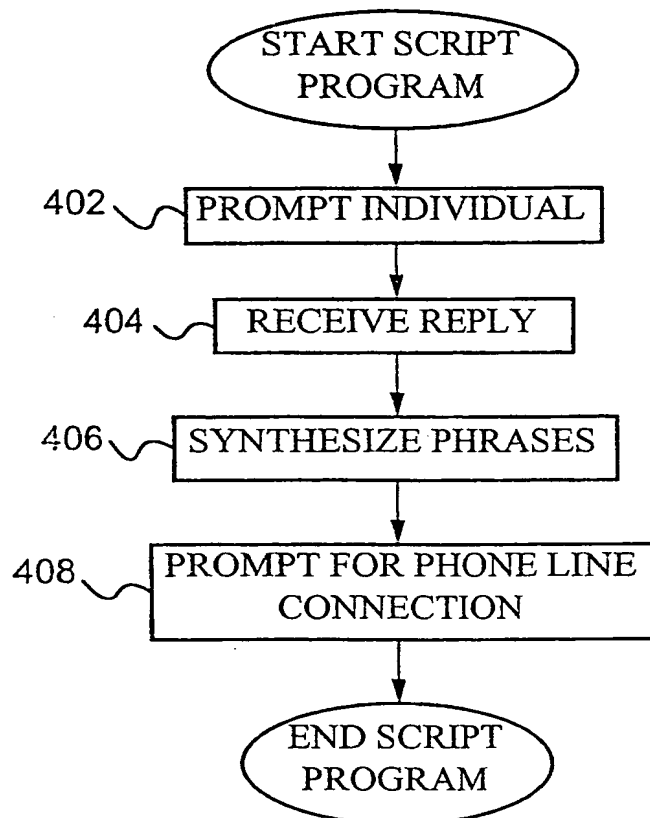 START SCRIPT
PROGRAM
402
PROMPT INDIVIDUAL
404
RECEIVE REPLY
406
SYNTHESIZE PHRASES
408
PROMPT FOR PHONE LINE
CONNECTION
END SCRIPT
PROGRAM